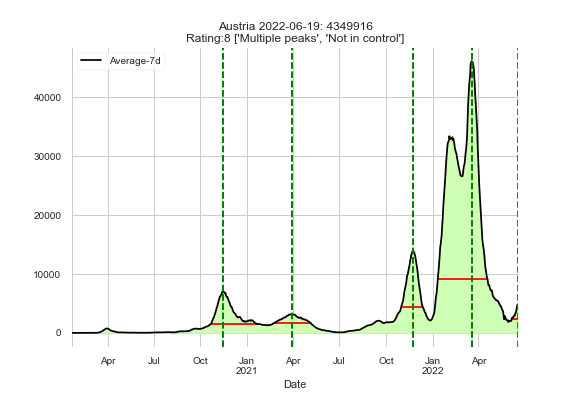 Austria 2022-06-19: 4349916
Rating:8 ['Multiple peaks', 'Not in control']
Average-7d
40000
30000
20000
10000
0
Apr Jul Oct Jan Apr Jul Oct Jan Apr
2021 2022
Date